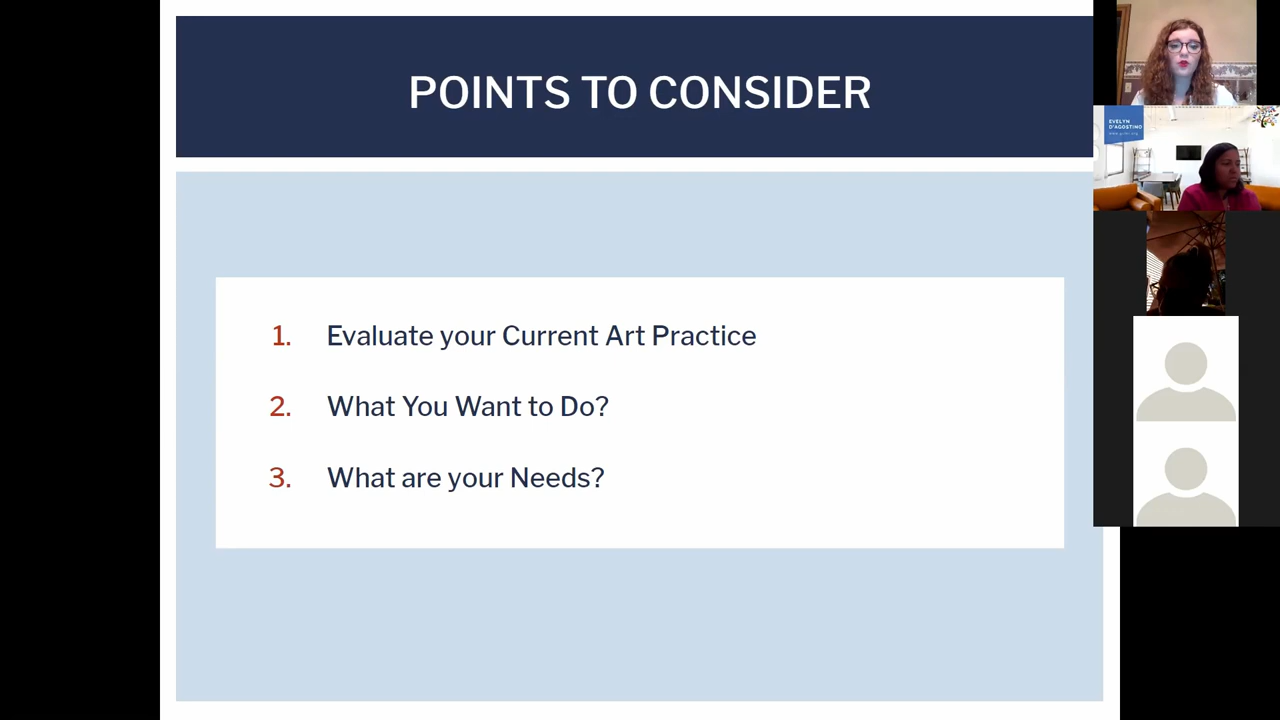 POINTS TO CONSIDER
1. Evaluate your Current Art Practice
2. What You Want to Do?
3. What are your Needs?
EVELYN
D'AGOSTINO